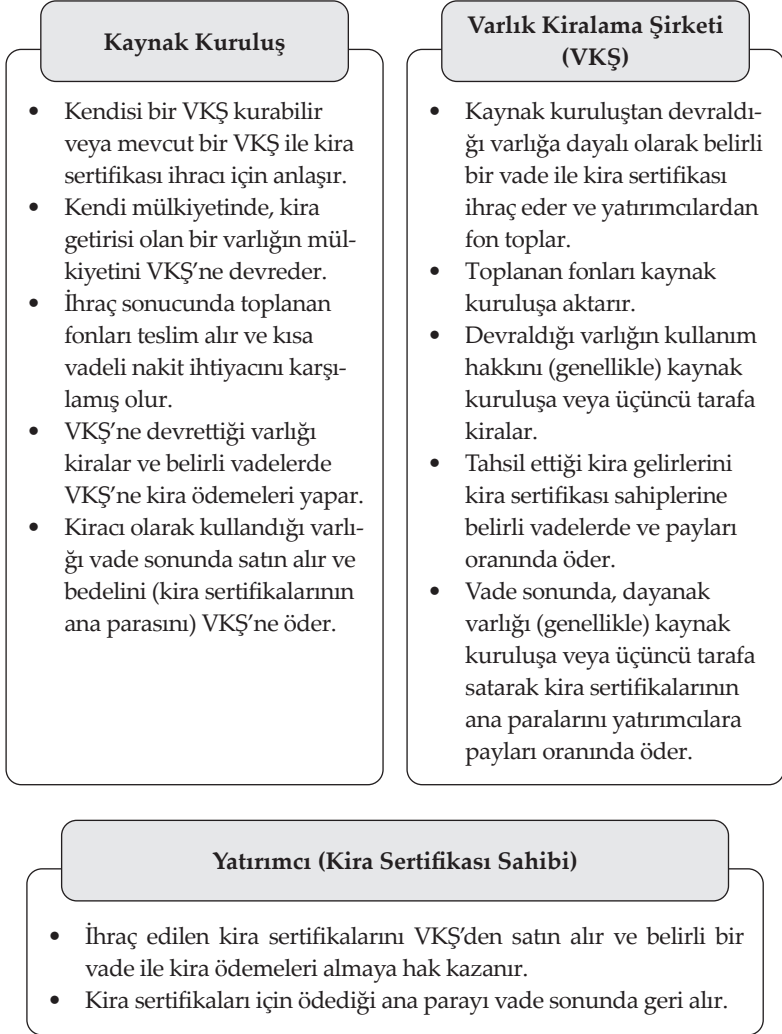 Kaynak Kuruluş
• Kendisi bir VKŞ kurabilir
veya mevcut bir VKŞ ile kira
sertifikası ihracı için anlaşır.
• Kendi mülkiyetinde, kira
getirisi olan bir varlığın mül-
kiyetini VKŞ’ne devreder.
• İhraç sonucunda toplanan
fonları teslim alır ve kısa
vadeli nakit ihtiyacını karşı-
lamış olur.
• VKŞ’ne devrettiği varlığı
kiralar ve belirli vadelerde
VKŞ’ne kira ödemeleri yapar.
• Kiracı olarak kullandığı varlı-
ğı vade sonunda satın alır ve
bedelini (kira sertifikalarının
ana parasını) VKŞ’ne öder.
Varlık Kiralama Şirketi
(VKŞ)
• Kaynak kuruluştan devraldı-
ğı varlığa dayalı olarak belirli
bir vade ile kira sertifikası
ihraç eder ve yatırımcılardan
fon toplar.
• Toplanan fonları kaynak
kuruluşa aktarır.
• Devraldığı varlığın kullanım
hakkını (genellikle) kaynak
kuruluşa veya üçüncü tarafa
kiralar.
• Tahsil ettiği kira gelirlerini
kira sertifikası sahiplerine
belirli vadelerde ve payları
oranında öder.
• Vade sonunda, dayanak
varlığı (genellikle) kaynak
kuruluşa veya üçüncü tarafa
satarak kira sertifikalarının
ana paralarını yatırımcılara
payları oranında öder.
Yatırımcı (Kira Sertifikası Sahibi)
• İhraç edilen kira sertifikalarını VKŞ’den satın alır ve belirli bir
vade ile kira ödemeleri almaya hak kazanır.
• Kira sertifikaları için ödediği ana parayı vade sonunda geri alır.